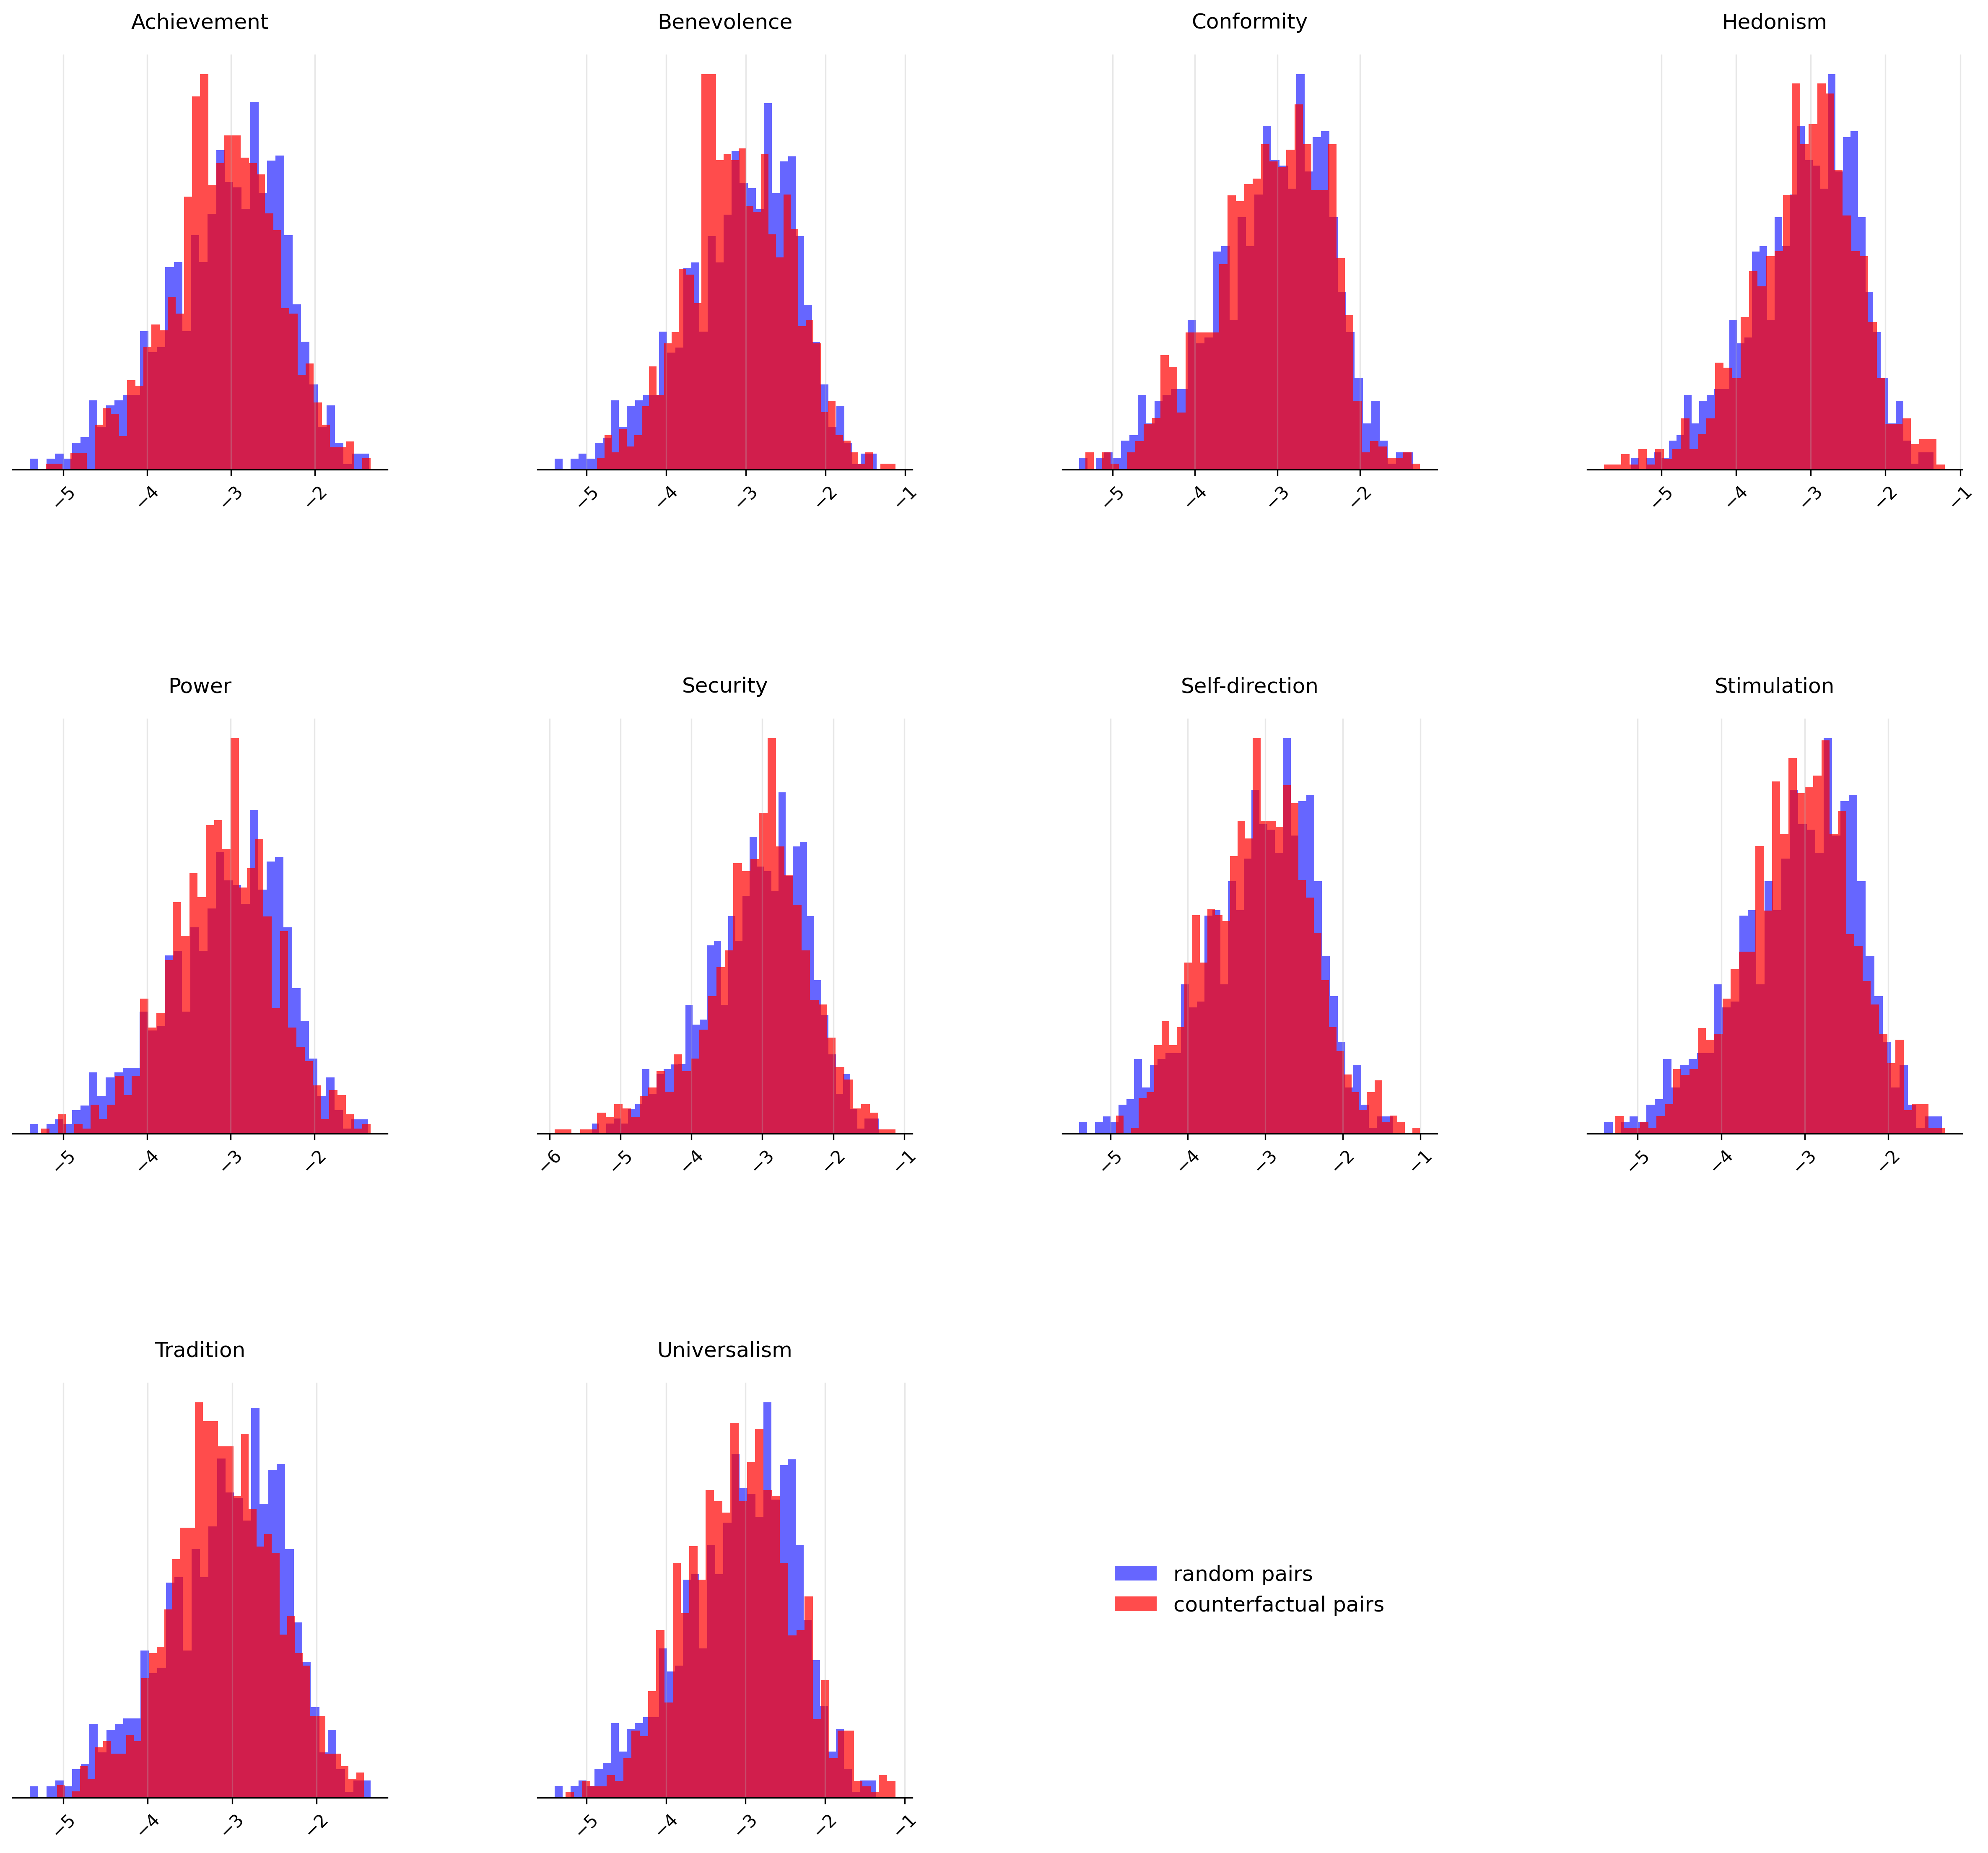 Achievement
Benevolence
Conformity
Hedonism
−5 −4 −3 −2
−5 −4 −3 −2 −1
−5 −4 −3 −2
−5 −4 −3 −2 −1
Power
Security
Self-direction
Stimulation
−5 −4 −3 −2
−6 −5 −4 −3 −2 −1
−5 −4 −3 −2 −1
−5 −4 −3 −2
Tradition
Universalism
random pairs
counterfactual pairs
−5 −4 −3 −2
−5 −4 −3 −2 −1